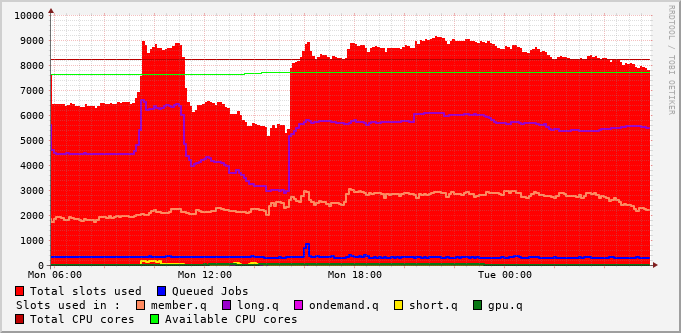 10000
9000
8000
7000
6000
5000
4000
3000
2000
1000
0
Mon 06:00 Mon 12:00 Mon 18:00 Tue 00:00
RRDTOOL / TOBI OETIKER
Total slots used Queued Jobs
Slots used in : member.q long.q ondemand.q short.q gpu.q
Total CPU cores Available CPU cores